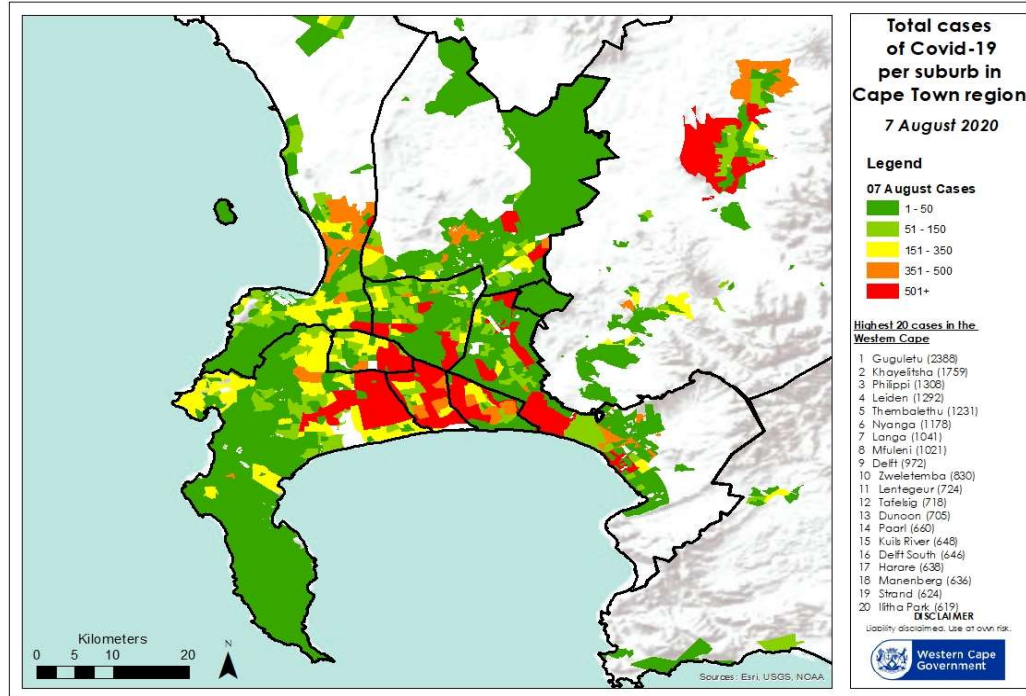 Total cases
of Covid-19
per suburb in
Cape Town region
7 August 2020
Legend
07 August Cases
1 - 50
51 - 150
151 - 350
351 - 500
501+
Highest 20 cases in the
Western Cape
1 Guguletu (2388)
2 Khayelitsha (1759)
3 Philippi (1308)
4 Leiden (1292)
5 Thembalethu (1231)
6 Nyanga (1178)
7 Langa (1041)
8 Mfuleni (1021)
9 Delft (972)
10 Zweletemba (830)
11 Lentegeur (724)
12 Tafelsig (718)
13 Dunoon (705)
14 Paarl (660)
15 Kuils River (648)
16 Delft South (646)
17 Harare (638)
18 Manenberg (636)
19 Strand (624)
20 Ilitha Park (619)
DISCLAIMER
Liability disclaimed. Use at own risk.
Western Cape
Government
Kilometers
0 5 10 20
N
Sources: Esri, USGS, NOAA